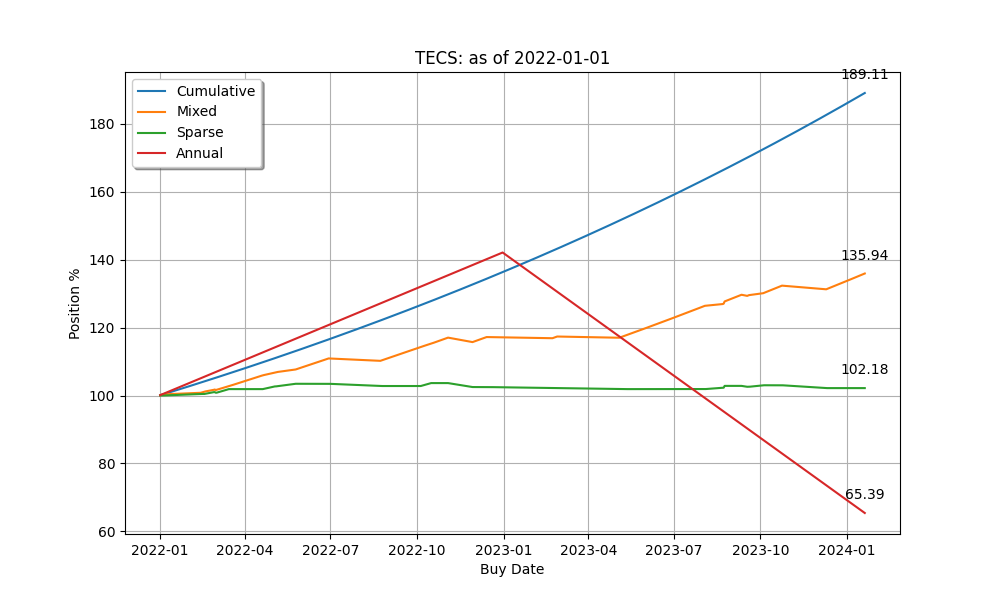 TECS: as of 2022-01-01
189.11
Cumulative
Mixed
Sparse
Annual
180
160
140
120
100
80
60
135.94
102.18
65.39
Position %
2022-01 2022-04 2022-07 2022-10 2023-01 2023-04 2023-07 2023-10 2024-01
Buy Date